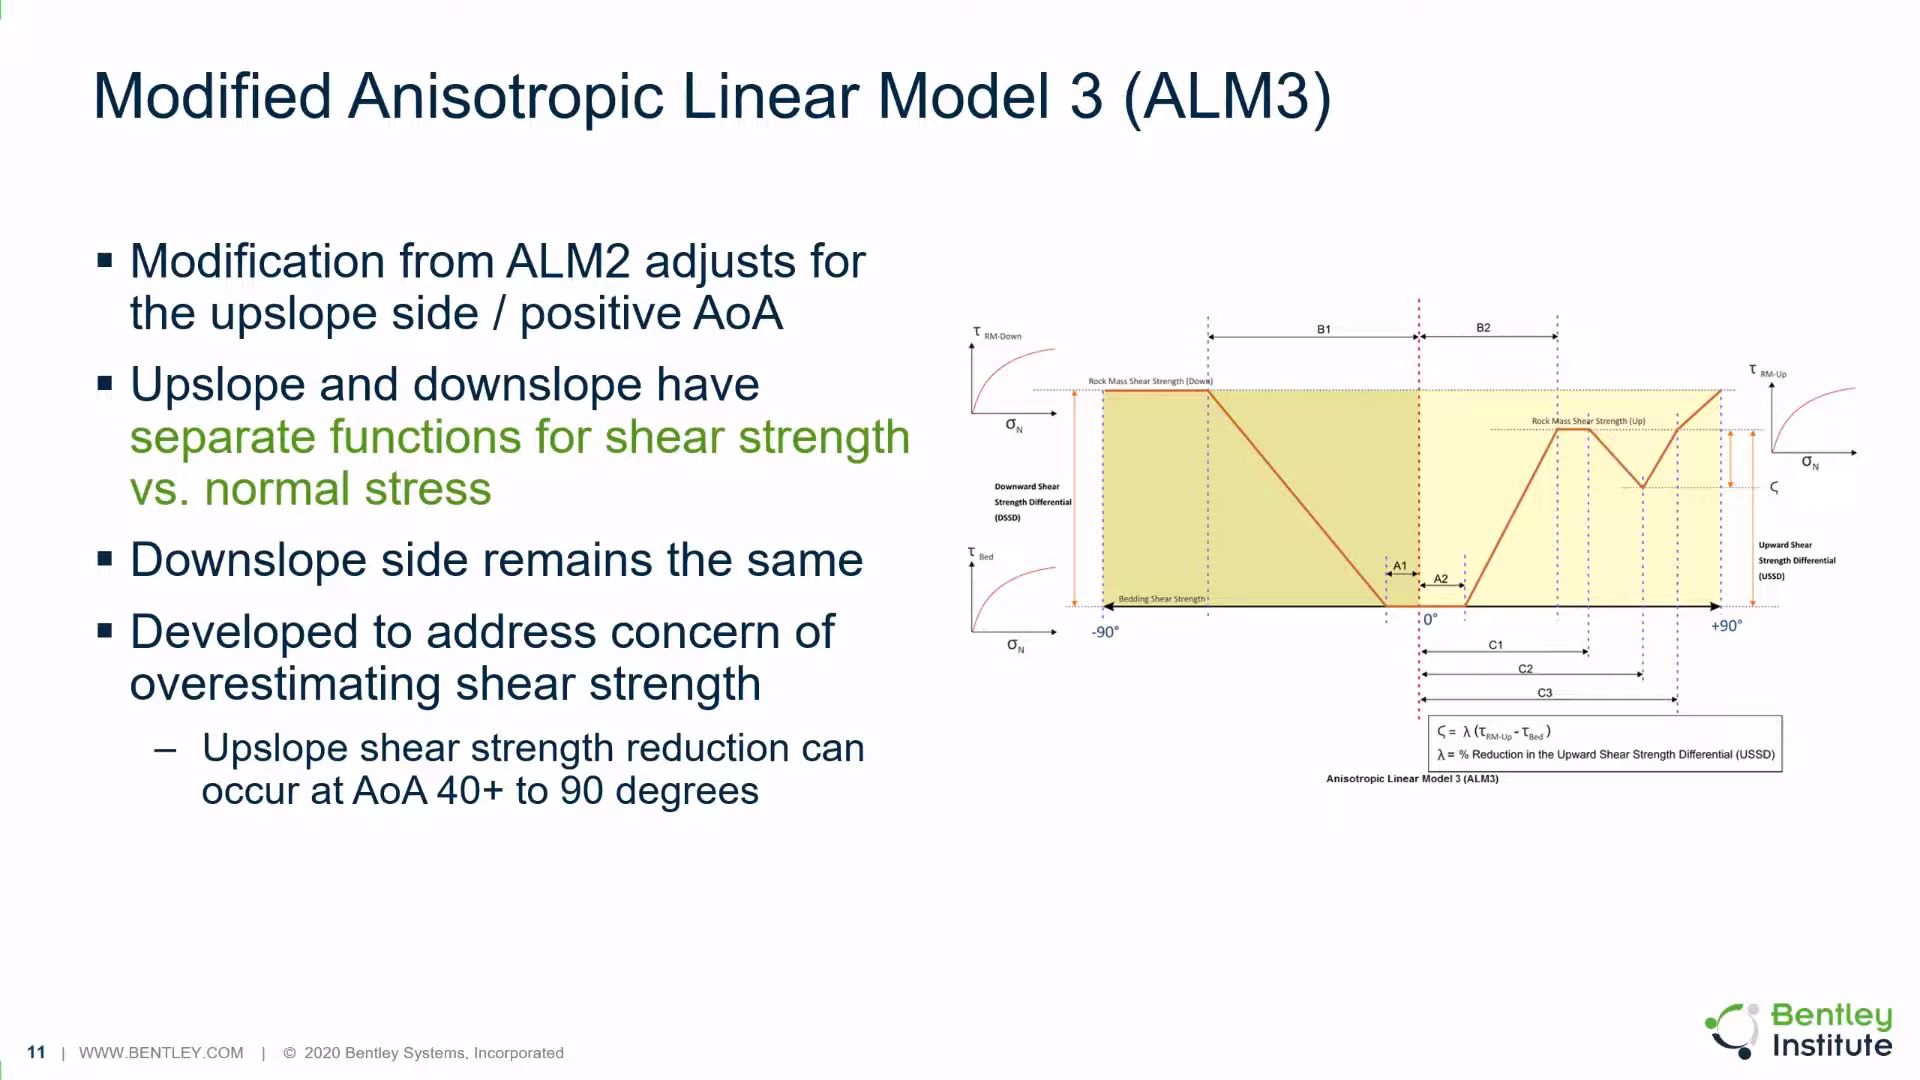 Modified Anisotropic Linear Model 3 (ALM3)
▪ Modification from ALM2 adjusts for
the upslope side / positive AoA
▪ Upslope and downslope have
separate functions for shear strength
vs. normal stress
▪ Downslope side remains the same
▪ Developed to address concern of
overestimating shear strength
– Upslope shear strength reduction can
occur at AoA 40+ to 90 degrees
B1
B2
τ RM-Down
σN
Rock Mass Shear Strength (Down)
τ RM-Up
σN
Rock Mass Shear Strength (Up)
ς
Downward Shear
Strength Differential
(DSSD)
Upward Shear
Strength Differential
(USSD)
τ Bed
σN
A1
A2
Bedding Shear Strength
-90°
0°
+90°
C1
C2
C3
ς = λ (τRM-Up - τBed )
λ = % Reduction in the Upward Shear Strength Differential (USSD)
Anisotropic Linear Model 3 (ALM3)
11 | WWW.BENTLEY.COM | © 2020 Bentley Systems, Incorporated
Bentley
Institute